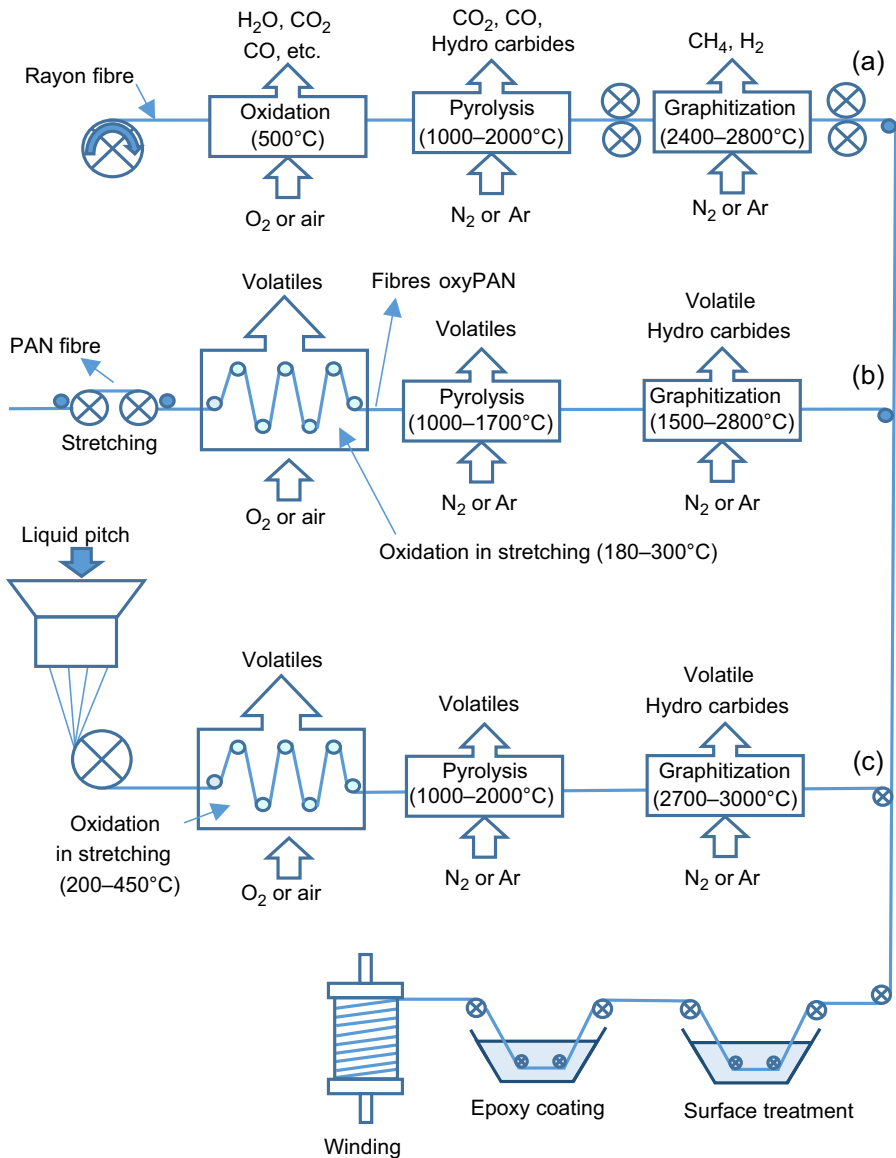 H₂O, CO₂
CO, etc.
CO₂, CO,
Hydro carbides
CH₄, H₂
(a)
Rayon fibre
Oxidation
(500°C)
Pyrolysis
(1000–2000°C)
Graphitization
(2400–2800°C)
O₂ or air
N₂ or Ar
N₂ or Ar
Volatiles
Fibres oxyPAN
Volatiles
Volatile
Hydro carbides
PAN fibre
(b)
Pyrolysis
(1000–1700°C)
Graphitization
(1500–2800°C)
Stretching
O₂ or air
N₂ or Ar
N₂ or Ar
Oxidation in stretching (180–300°C)
Liquid pitch
Volatiles
Volatiles
Volatile
Hydro carbides
(c)
Pyrolysis
(1000–2000°C)
Graphitization
(2700–3000°C)
Oxidation
in stretching
(200–450°C)
O₂ or air
N₂ or Ar
N₂ or Ar
Epoxy coating
Surface treatment
Winding